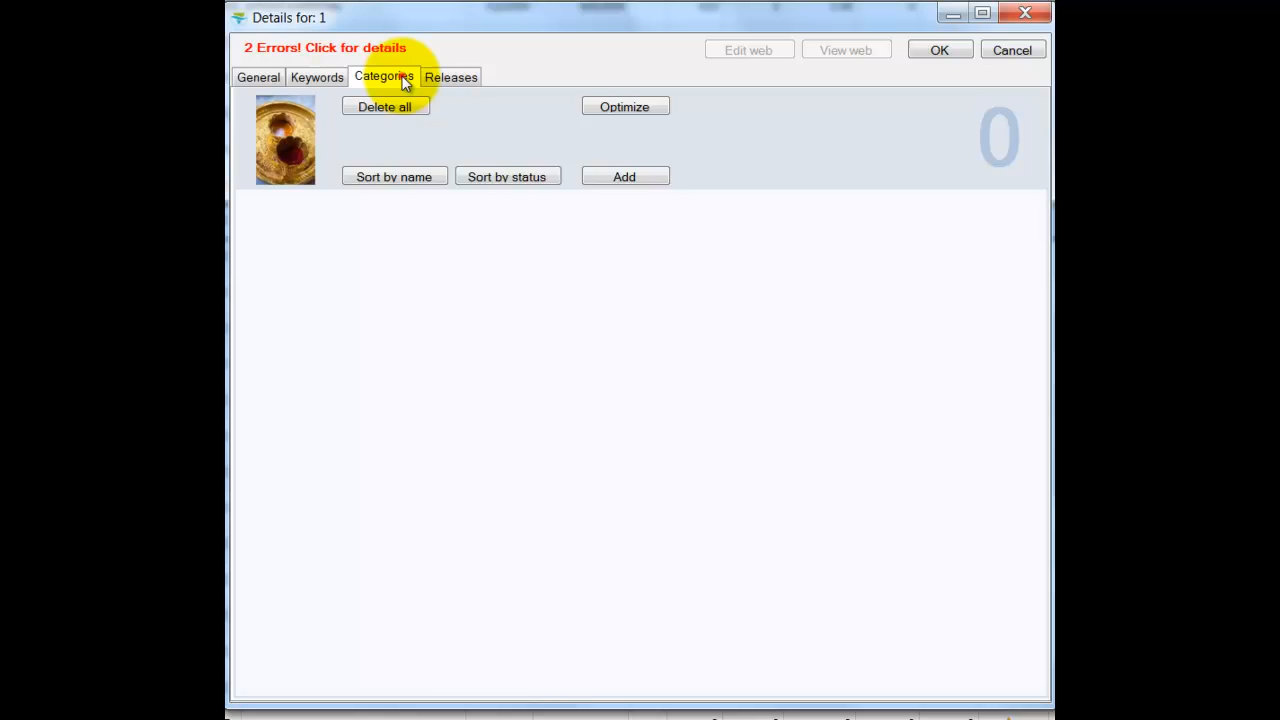 Details for: 1
2 Errors! Click for details
Edit web View web OK Cancel
General Keywords Categories Releases
Delete all Optimize
0
Sort by name Sort by status Add